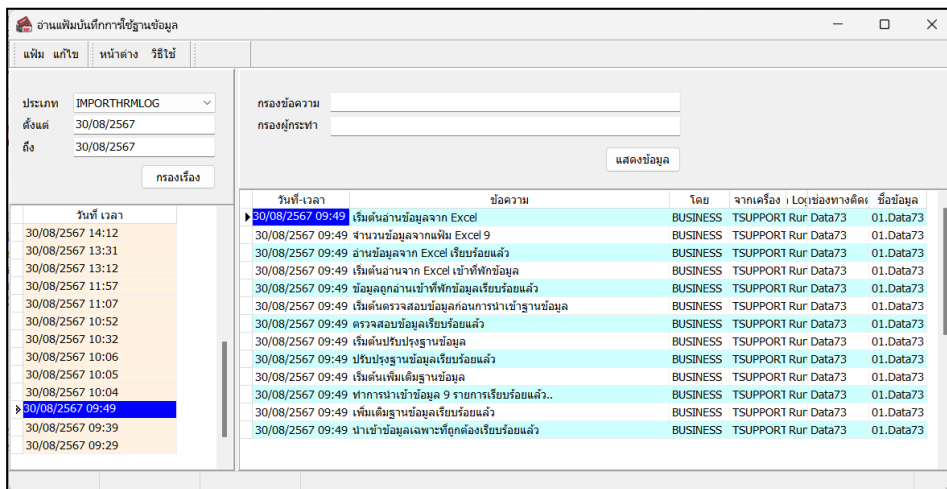 อ่านแฟ้มบันทึกการใช้ฐานข้อมูล
แฟ้ม แก้ไข หน้าต่าง วิธีใช้
ประเภท IMPORTHRMLOG
ตั้งแต่ 30/08/2567
ถึง 30/08/2567
กรองเรื่อง
วันที่ เวลา
30/08/2567 14:12
30/08/2567 13:31
30/08/2567 13:12
30/08/2567 11:57
30/08/2567 11:07
30/08/2567 10:52
30/08/2567 10:32
30/08/2567 10:06
30/08/2567 10:05
30/08/2567 10:04
30/08/2567 09:49
30/08/2567 09:39
30/08/2567 09:29
กรองข้อความ
กรองผู้กระทำ
แสดงข้อมูล
วันที่-เวลา ข้อความ โดย จากเครื่อง ช่องทางติดต่ ชื่อข้อมูล
30/08/2567 09:49 เริ่มต้นอ่านข้อมูลจาก Excel BUSINESS TSUPPORT Run Data73 01.Data73
30/08/2567 09:49 จำนวนข้อมูลจากแฟ้ม Excel 9 BUSINESS TSUPPORT Run Data73 01.Data73
30/08/2567 09:49 อ่านข้อมูลจาก Excel เรียบร้อยแล้ว BUSINESS TSUPPORT Run Data73 01.Data73
30/08/2567 09:49 เริ่มต้นอ่านจาก Excel เข้าที่พักข้อมูล BUSINESS TSUPPORT Run Data73 01.Data73
30/08/2567 09:49 ข้อมูลถูกอ่านเข้าที่พักข้อมูลเรียบร้อยแล้ว BUSINESS TSUPPORT Run Data73 01.Data73
30/08/2567 09:49 เริ่มต้นตรวจสอบข้อมูลก่อนการนำเข้าฐานข้อมูล BUSINESS TSUPPORT Run Data73 01.Data73
30/08/2567 09:49 ตรวจสอบข้อมูลเรียบร้อยแล้ว BUSINESS TSUPPORT Run Data73 01.Data73
30/08/2567 09:49 เริ่มต้นปรับปรุงฐานข้อมูล BUSINESS TSUPPORT Run Data73 01.Data73
30/08/2567 09:49 ปรับปรุงฐานข้อมูลเรียบร้อยแล้ว BUSINESS TSUPPORT Run Data73 01.Data73
30/08/2567 09:49 เริ่มต้นเพิ่มเติมฐานข้อมูล BUSINESS TSUPPORT Run Data73 01.Data73
30/08/2567 09:49 ทำการนำเข้าข้อมูล 9 รายการเรียบร้อยแล้ว.. BUSINESS TSUPPORT Run Data73 01.Data73
30/08/2567 09:49 เพิ่มเติมฐานข้อมูลเรียบร้อยแล้ว BUSINESS TSUPPORT Run Data73 01.Data73
30/08/2567 09:49 นำเข้าข้อมูลเฉพาะที่ถูกต้องเรียบร้อยแล้ว BUSINESS TSUPPORT Run Data73 01.Data73